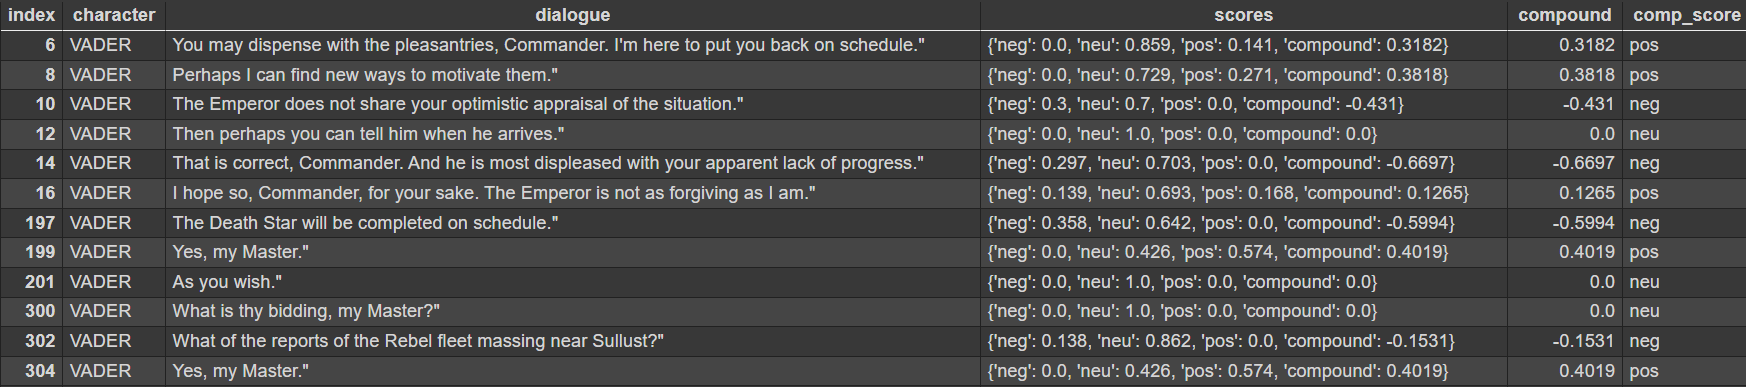 index character dialogue scores compound comp_score
6 VADER You may dispense with the pleasantries, Commander. I'm here to put you back on schedule." {'neg': 0.0, 'neu': 0.859, 'pos': 0.141, 'compound': 0.3182} 0.3182 pos
8 VADER Perhaps I can find new ways to motivate them." {'neg': 0.0, 'neu': 0.729, 'pos': 0.271, 'compound': 0.3818} 0.3818 pos
10 VADER The Emperor does not share your optimistic appraisal of the situation." {'neg': 0.3, 'neu': 0.7, 'pos': 0.0, 'compound': -0.431} -0.431 neg
12 VADER Then perhaps you can tell him when he arrives." {'neg': 0.0, 'neu': 1.0, 'pos': 0.0, 'compound': 0.0} 0.0 neu
14 VADER That is correct, Commander. And he is most displeased with your apparent lack of progress." {'neg': 0.297, 'neu': 0.703, 'pos': 0.0, 'compound': -0.6697} -0.6697 neg
16 VADER I hope so, Commander, for your sake. The Emperor is not as forgiving as I am." {'neg': 0.139, 'neu': 0.693, 'pos': 0.168, 'compound': 0.1265} 0.1265 pos
197 VADER The Death Star will be completed on schedule." {'neg': 0.358, 'neu': 0.642, 'pos': 0.0, 'compound': -0.5994} -0.5994 neg
199 VADER Yes, my Master." {'neg': 0.0, 'neu': 0.426, 'pos': 0.574, 'compound': 0.4019} 0.4019 pos
201 VADER As you wish." {'neg': 0.0, 'neu': 1.0, 'pos': 0.0, 'compound': 0.0} 0.0 neu
300 VADER What is thy bidding, my Master?" {'neg': 0.0, 'neu': 1.0, 'pos': 0.0, 'compound': 0.0} 0.0 neu
302 VADER What of the reports of the Rebel fleet massing near Sullust?" {'neg': 0.138, 'neu': 0.862, 'pos': 0.0, 'compound': -0.1531} -0.1531 neg
304 VADER Yes, my Master." {'neg': 0.0, 'neu': 0.426, 'pos': 0.574, 'compound': 0.4019} 0.4019 pos